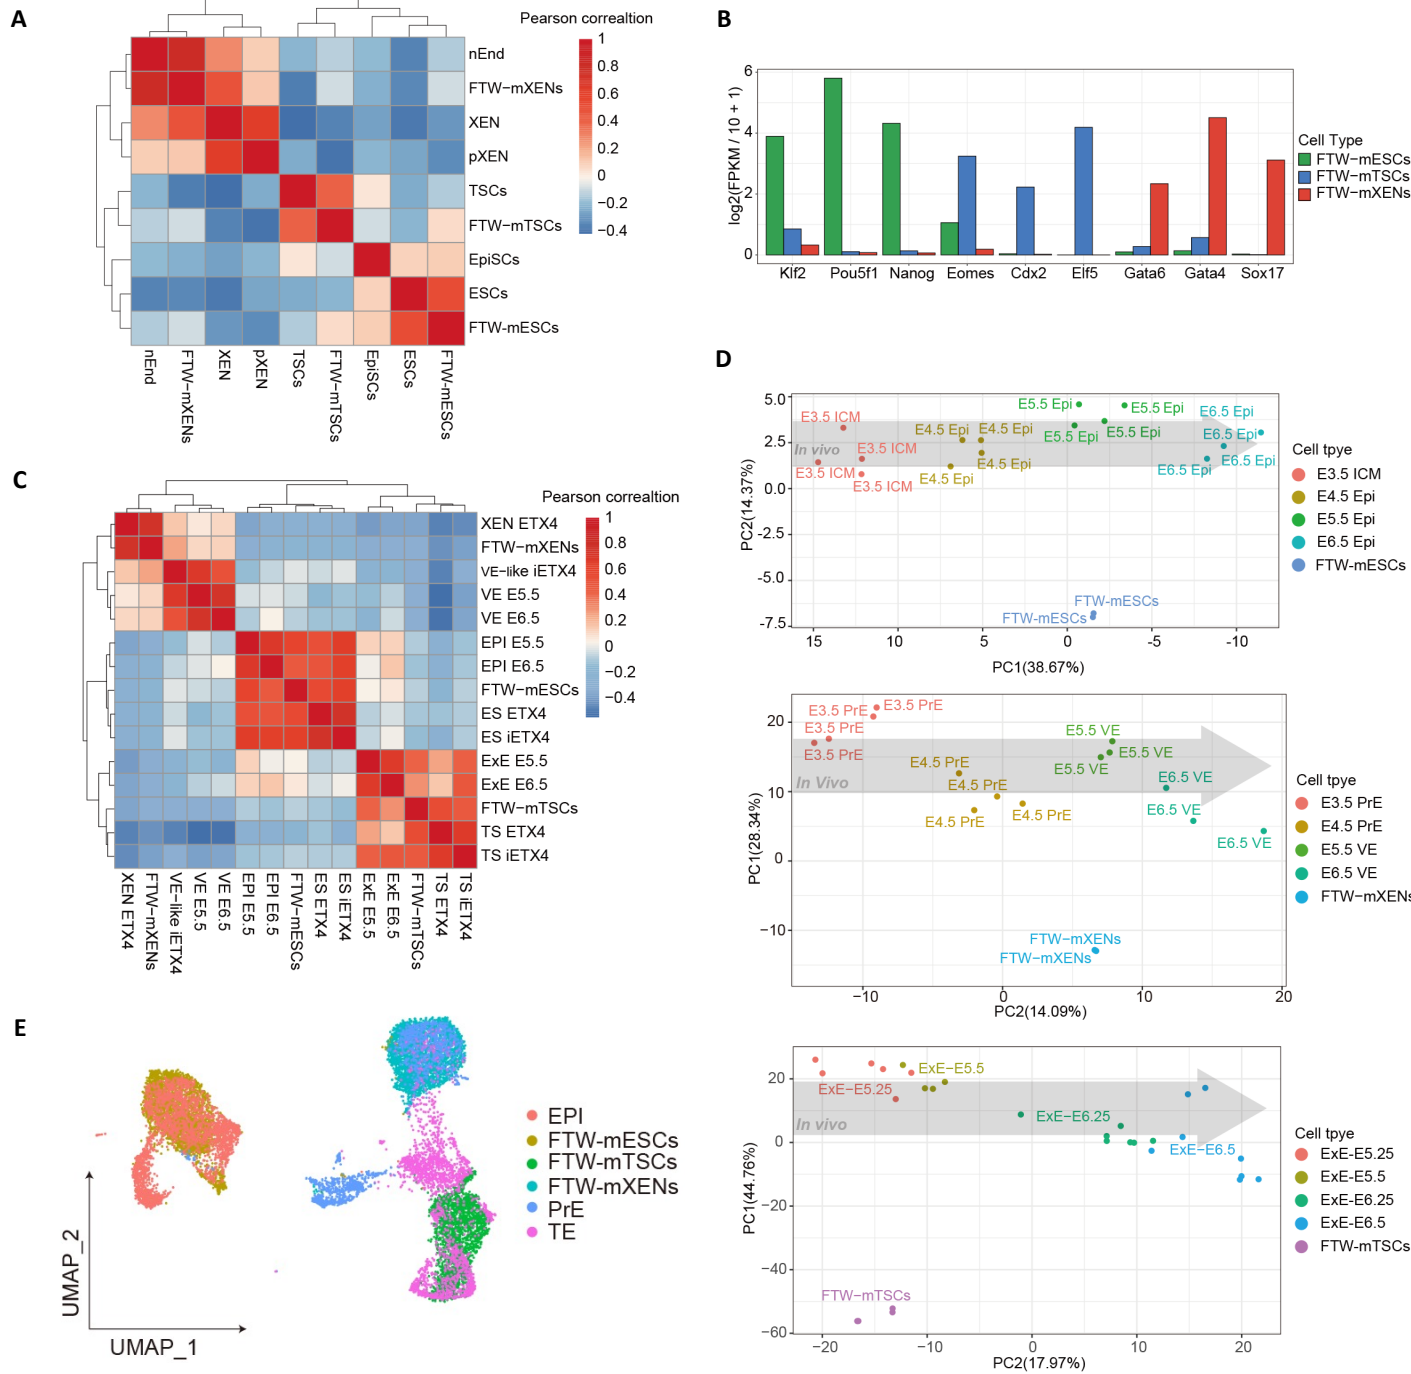 A
Pearson correaltion
nEnd
FTW−mXENs
XEN
pXEN
TSCs
FTW−mTSCs
EpiSCs
ESCs
FTW−mESCs
1
0.8
0.6
0.4
0.2
0
−0.2
−0.4
nEnd
FTW−mXENs
XEN
pXEN
TSCs
FTW−mTSCs
EpiSCs
ESCs
FTW−mESCs
B
log2(FPKM / 10 + 1)
6
4
2
0
Klf2
Pou5f1
Nanog
Eomes
Cdx2
Elf5
Gata6
Gata4
Sox17
Cell Type
FTW−mESCs
FTW−mTSCs
FTW−mXENs
C
Pearson correaltion
XEN ETX4
FTW−mXENs
VE−like iETX4
VE E5.5
VE E6.5
EPI E5.5
EPI E6.5
FTW−mESCs
ES ETX4
ES iETX4
ExE E5.5
ExE E6.5
FTW−mTSCs
TS ETX4
TS iETX4
1
0.8
0.6
0.4
0.2
0
−0.2
−0.4
XEN ETX4
FTW−mXENs
VE−like iETX4
VE E5.5
VE E6.5
EPI E5.5
EPI E6.5
FTW−mESCs
ES ETX4
ES iETX4
ExE E5.5
ExE E6.5
FTW−mTSCs
TS ETX4
TS iETX4
D
PC2(14.37%)
5.0
2.5
0.0
-2.5
-5.0
-7.5
In vivo
E3.5 ICM
E3.5 ICM
E3.5 ICM
E3.5 ICM
E4.5 Epi
E4.5 Epi
E4.5 Epi
E4.5 Epi
E5.5 Epi
E5.5 Epi
E5.5 Epi
E5.5 Epi
E6.5 Epi
E6.5 Epi
E6.5 Epi
E6.5 Epi
FTW-mESCs
FTW-mESCs
15
10
5
0
-5
-10
PC1(38.67%)
Cell tpye
E3.5 ICM
E4.5 Epi
E5.5 Epi
E6.5 Epi
FTW-mESCs
PC1(28.34%)
20
10
0
−10
In Vivo
E3.5 PrE
E3.5 PrE
E3.5 PrE
E4.5 PrE
E4.5 PrE
E4.5 PrE
E4.5 PrE
E5.5 VE
E5.5 VE
E5.5 VE
E6.5 VE
E6.5 VE
E6.5 VE
FTW−mXENs
FTW−mXENs
−10
0
10
20
PC2(14.09%)
Cell tpye
E3.5 PrE
E4.5 PrE
E5.5 VE
E6.5 VE
FTW-mXENs
PC1(44.76%)
20
0
−20
−40
−60
In vivo
ExE−E5.25
ExE−E5.5
ExE−E6.25
ExE−E6.5
FTW−mTSCs
−20
−10
0
10
20
PC2(17.97%)
Cell tpye
ExE-E5.25
ExE-E5.5
ExE-E6.25
ExE-E6.5
FTW-mTSCs
E
UMAP_2
UMAP_1
EPI
FTW-mESCs
FTW-mTSCs
FTW-mXENs
PrE
TE